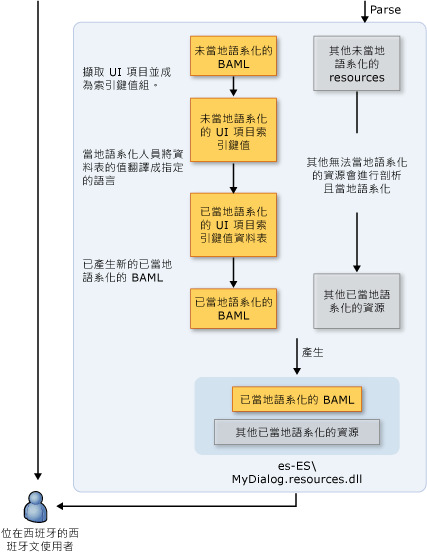 Parse
未當地語系化的
BAML
其他未當地
語系化的
resources
擷取 UI 項目並成
為索引鍵值組。
未當地語系化
的 UI 項目索
引鍵值
當地語系化人員將資
料表的值翻譯成指定
的語言
其他無法當地語系化
的資源會進行剖析
且當地語系化
已當地語系化
的 UI 項目索
引鍵值資料表
已產生新的已當地
語系化的 BAML
已當地語系化的
BAML
其他已當地語
系化的資源
產生
已當地語系化的 BAML
其他已當地語系化的資源
es-ES\
MyDialog.resources.dll
位在西班牙的西
班牙文使用者